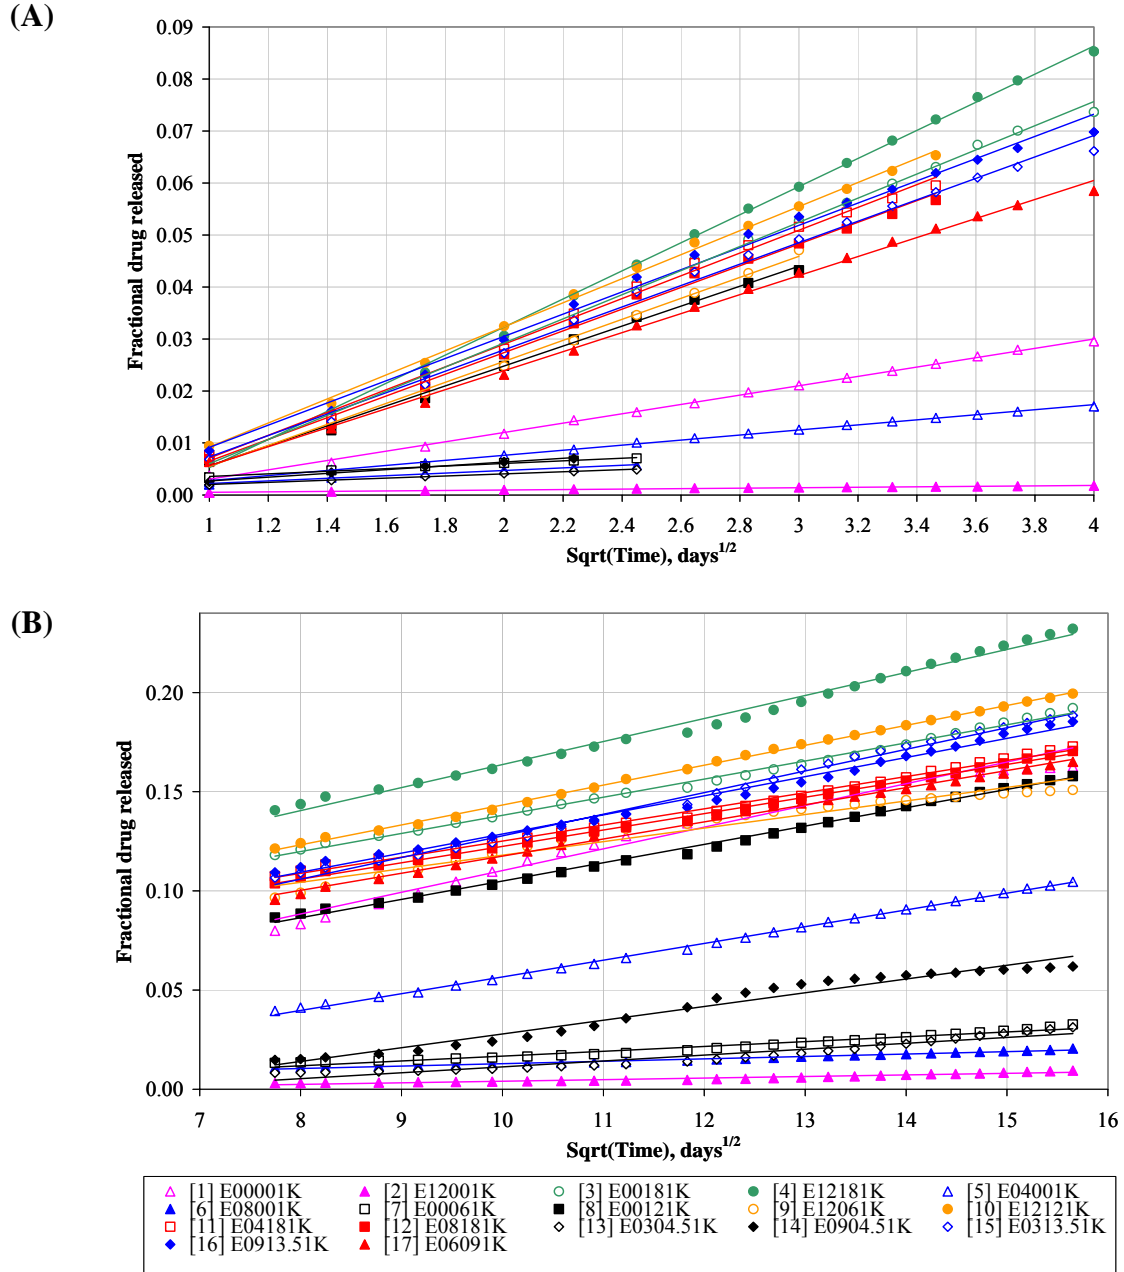 (A)
0.09
0.08
0.07
0.06
0.05
0.04
0.03
0.02
0.01
0.00
Fractional drug released
1 1.2 1.4 1.6 1.8 2 2.2 2.4 2.6 2.8 3 3.2 3.4 3.6 3.8 4
Sqrt(Time), days1/2
(B)
0.20
0.15
0.10
0.05
0.00
Fractional drug released
7 8 9 10 11 12 13 14 15 16
Sqrt(Time), days1/2
[1] E00001K [2] E12001K [3] E00181K [4] E12181K [5] E04001K
[6] E08001K [7] E00061K [8] E00121K [9] E12061K [10] E12121K
[11] E04181K [12] E08181K [13] E0304.51K [14] E0904.51K [15] E0313.51K
[16] E0913.51K [17] E06091K